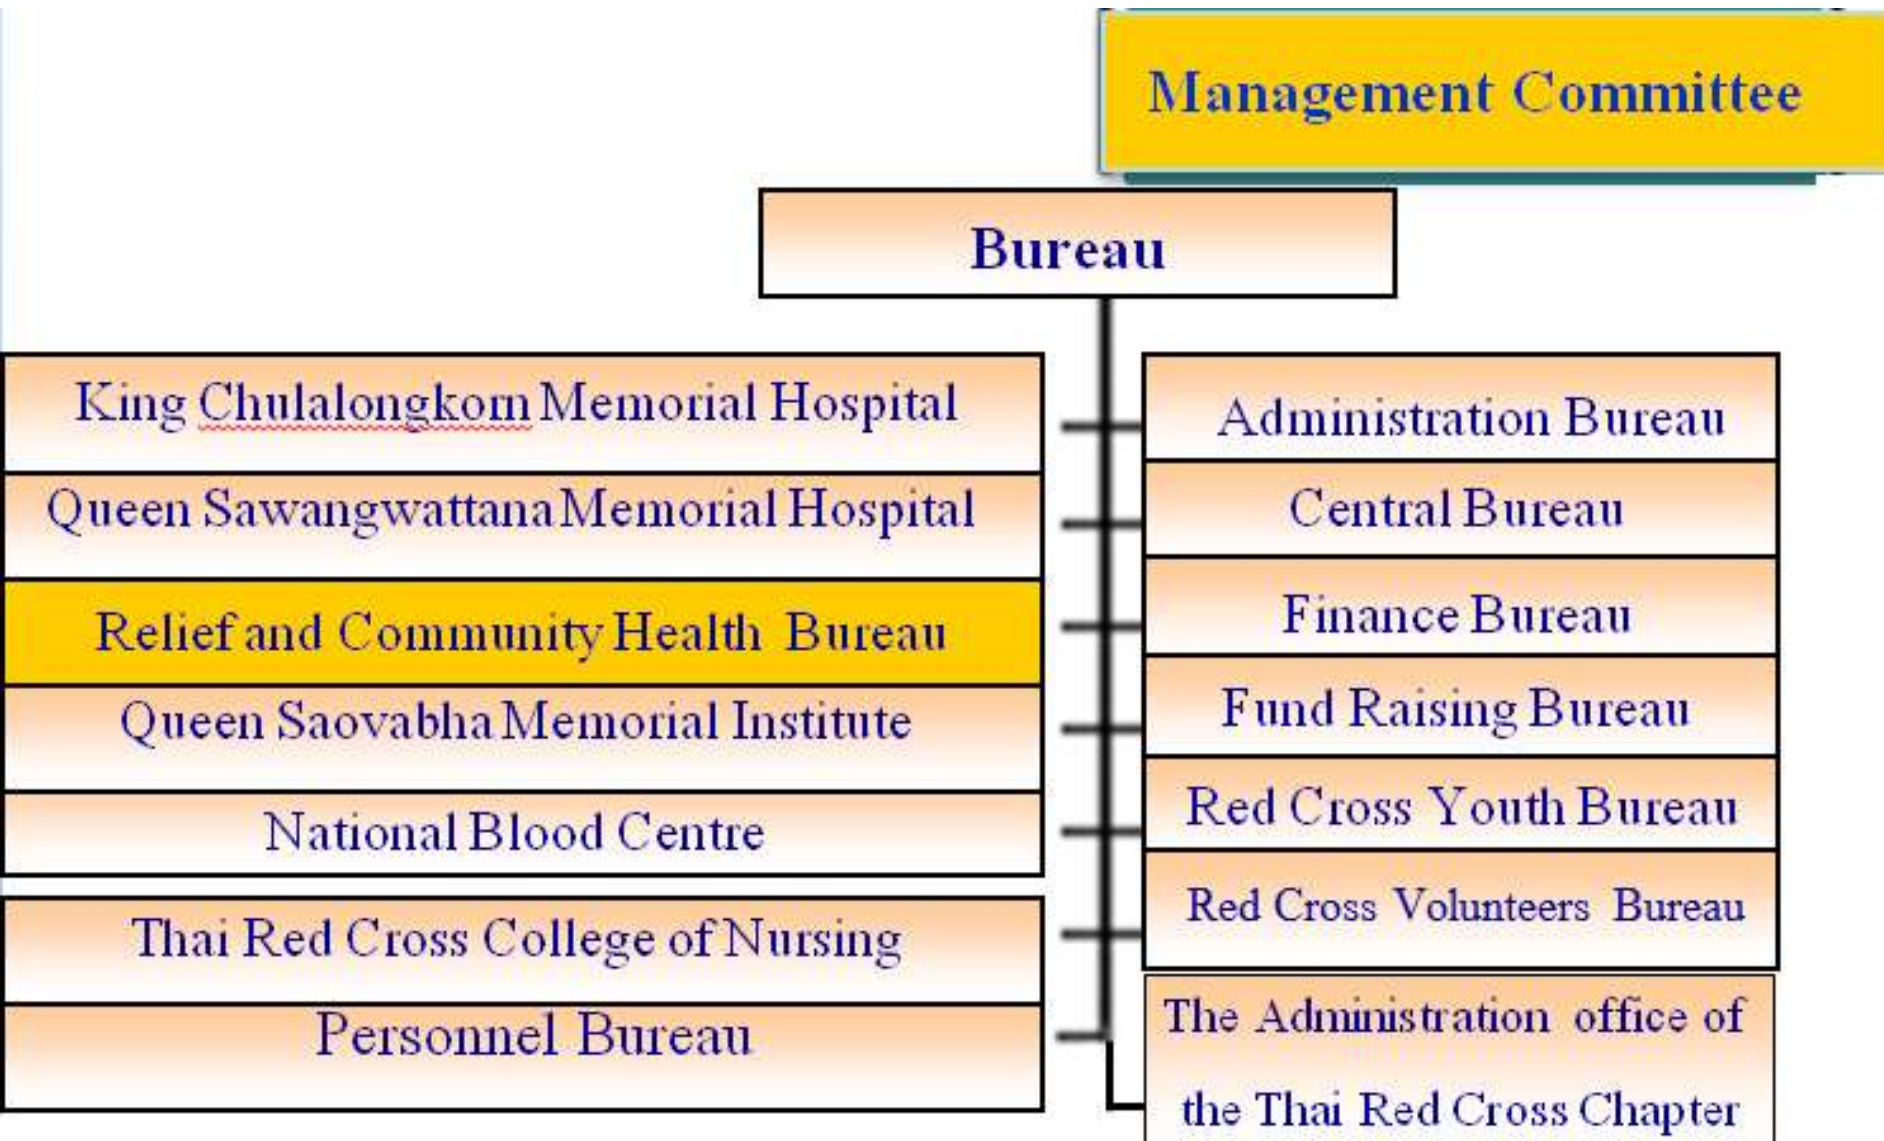 Management Committee
Bureau
King Chulalongkorn Memorial Hospital
Queen Sawangwattana Memorial Hospital
Relief and Community Health Bureau
Queen Saovabha Memorial Institute
National Blood Centre
Thai Red Cross College of Nursing
Personnel Bureau
Administration Bureau
Central Bureau
Finance Bureau
Fund Raising Bureau
Red Cross Youth Bureau
Red Cross Volunteers Bureau
The Administration office of
the Thai Red Cross Chapter